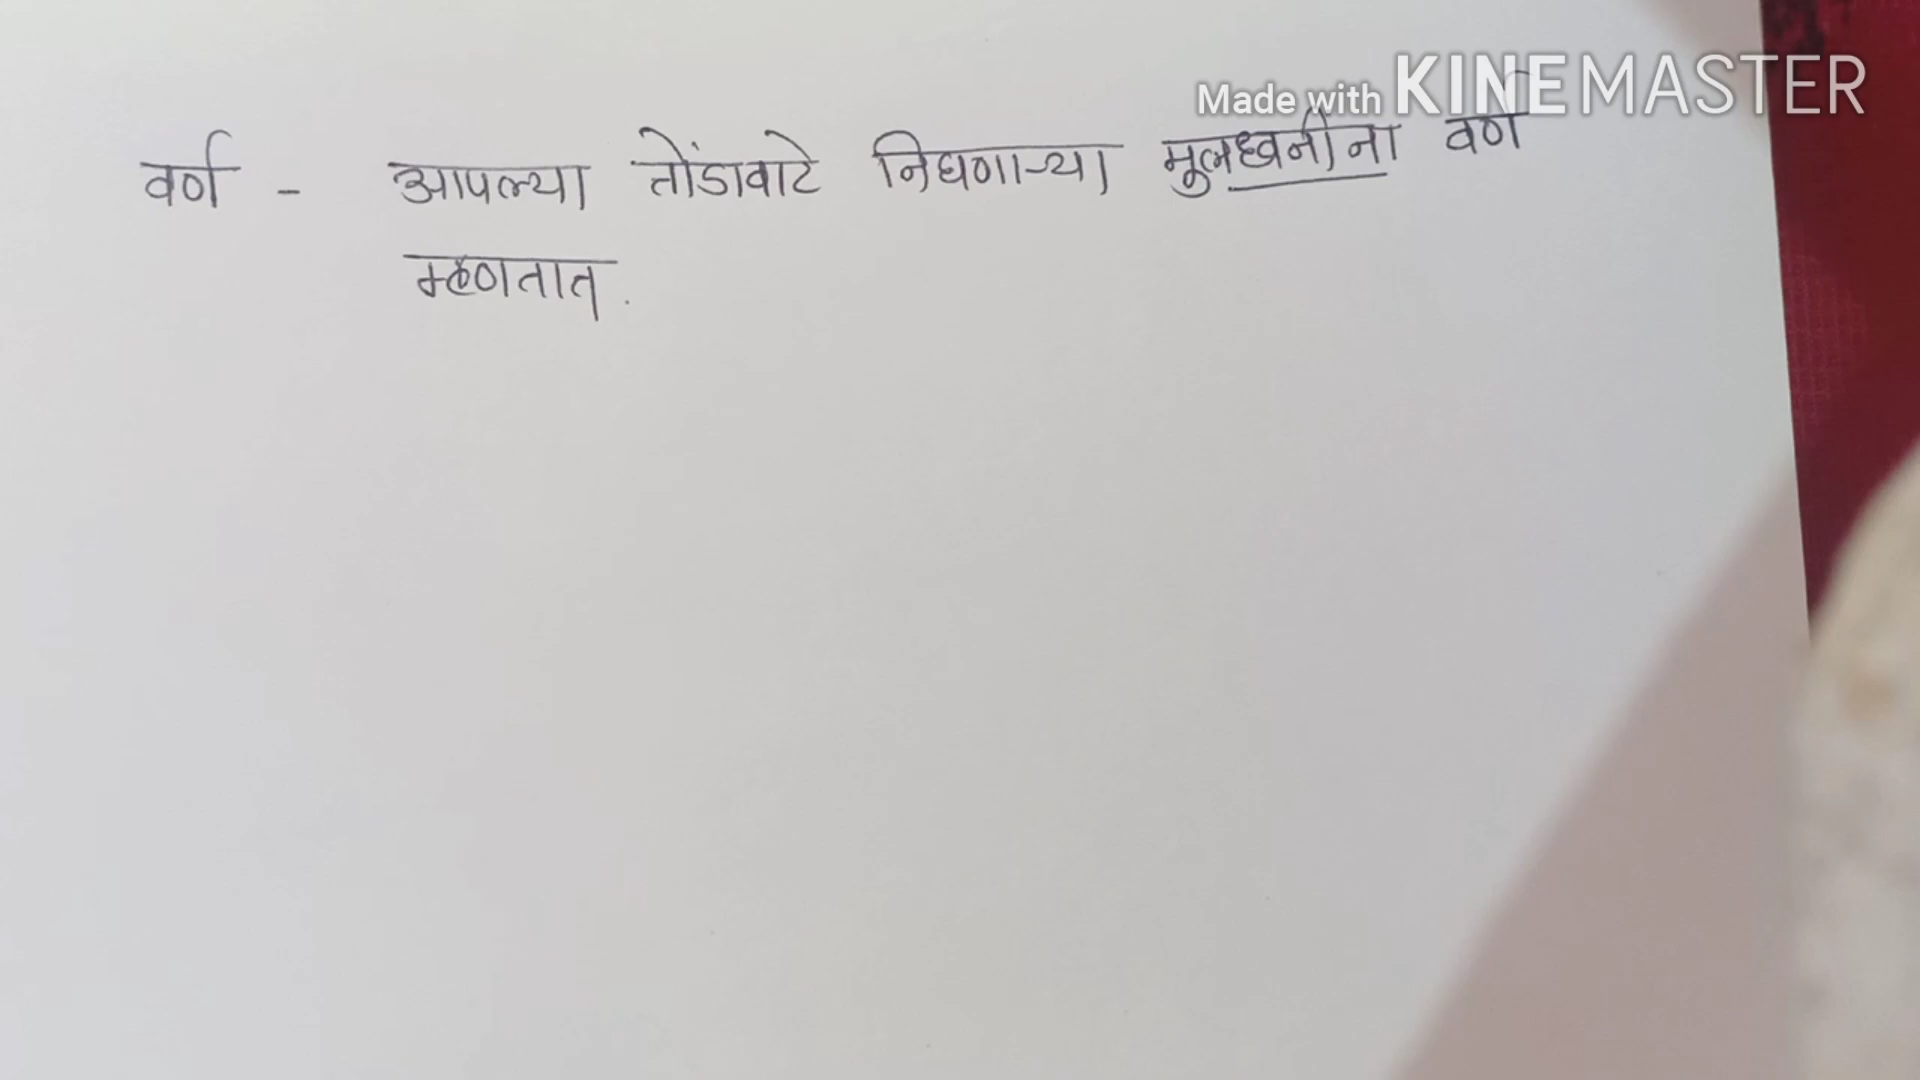 Made with KINEMASTER
वर्ण - आपल्या तोंडावाटे निघणाऱ्या मुलध्वनींना वर्ण
म्हणतात.